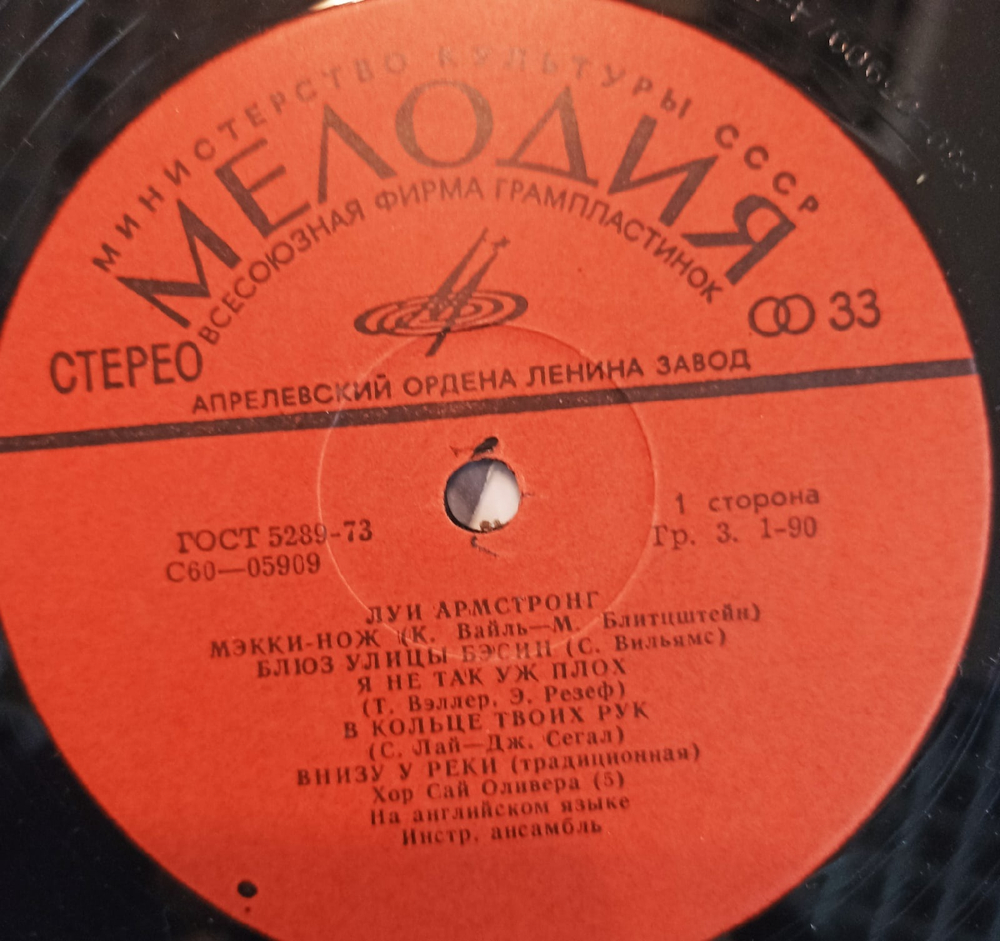 МИНИСТЕРСТВО КУЛЬТУРЫ СССР
МЕЛОДИЯ
ВСЕСОЮЗНАЯ ФИРМА ГРАМПЛАСТИНОК
СТЕРЕО
33
АПРЕЛЕВСКИЙ ОРДЕНА ЛЕНИНА ЗАВОД
ГОСТ 5289-73
С60—05909
1 сторона
Гр. 3. 1-90
ЛУИ АРМСТРОНГ
МЭККИ-НОЖ (К. Вайль—М. Блитцштейн)
БЛЮЗ УЛИЦЫ БЭСИН (С. Вильямс)
Я НЕ ТАК УЖ ПЛОХ
(Т. Вэллер, Э. Резеф)
В КОЛЬЦЕ ТВОИХ РУК
(С. Лай—Дж. Сегал)
ВНИЗУ У РЕКИ (традиционная)
Хор Сай Оливера (5)
На английском языке
Инстр. ансамбль